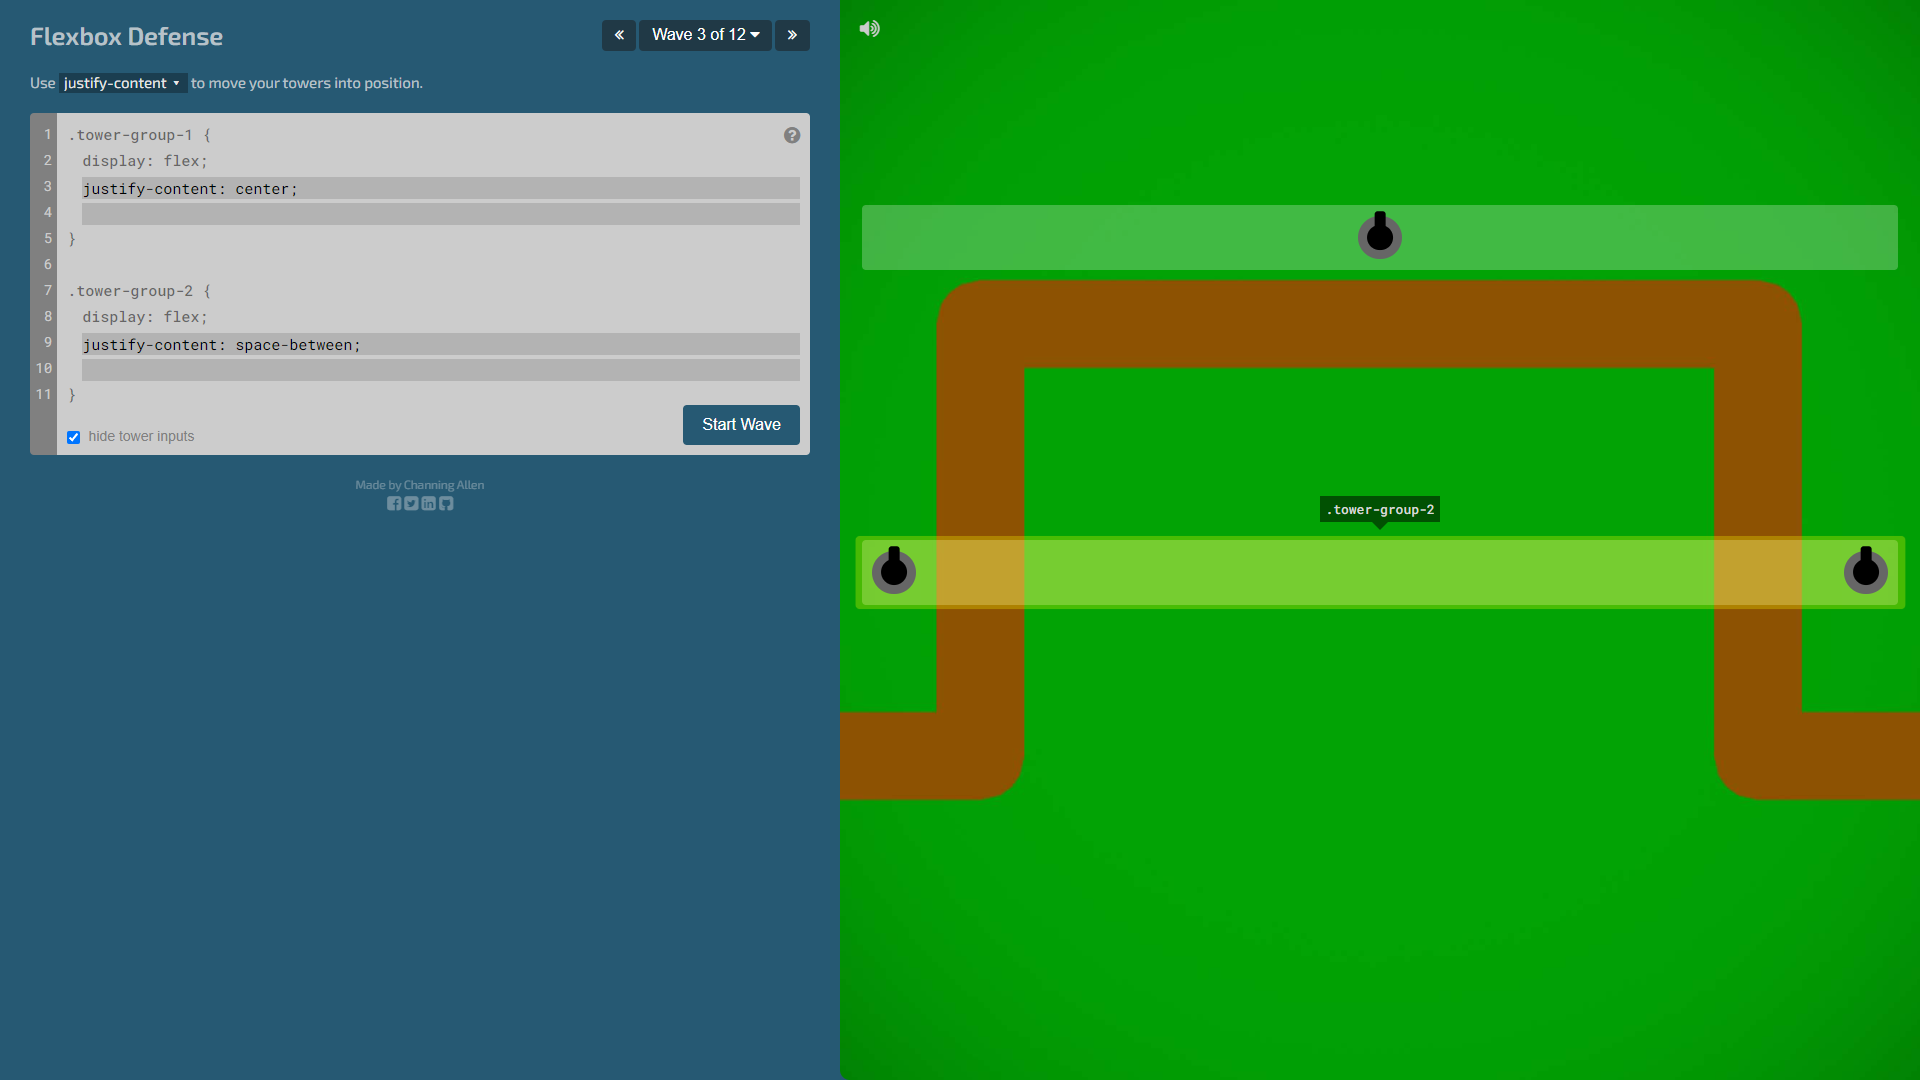 Flexbox Defense
« Wave 3 of 12 »
Use justify-content to move your towers into position.
1 .tower-group-1 {
2 display: flex;
3 justify-content: center;
4
5 }
6
7 .tower-group-2 {
8 display: flex;
9 justify-content: space-between;
10
11 }
hide tower inputs
Start Wave
Made by Channing Allen
.tower-group-2